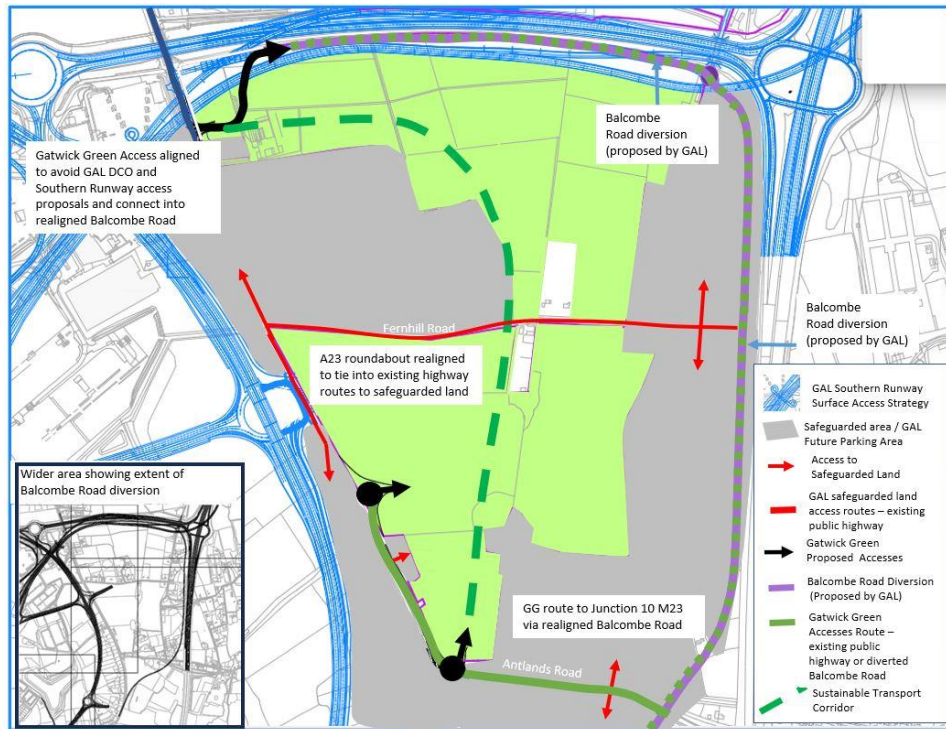 Gatwick Green Access aligned
to avoid GAL DCO and
Southern Runway access
proposals and connect into
realigned Balcombe Road
Balcombe
Road diversion
(proposed by GAL)
Balcombe
Road diversion
(proposed by GAL)
Fernhill Road
A23 roundabout realigned
to tie into existing highway
routes to safeguarded land
GG route to Junction 10 M23
via realigned Balcombe Road
Antlands Road
Wider area showing extent of
Balcombe Road diversion
GAL Southern Runway
Surface Access Strategy
Safeguarded area / GAL
Future Parking Area
Access to
Safeguarded Land
GAL safeguarded land
access routes – existing
public highway
Gatwick Green
Proposed Accesses
Balcombe Road Diversion
(Proposed by GAL)
Gatwick Green
Accesses Route –
existing public
highway or diverted
Balcombe Road
Sustainable Transport
Corridor